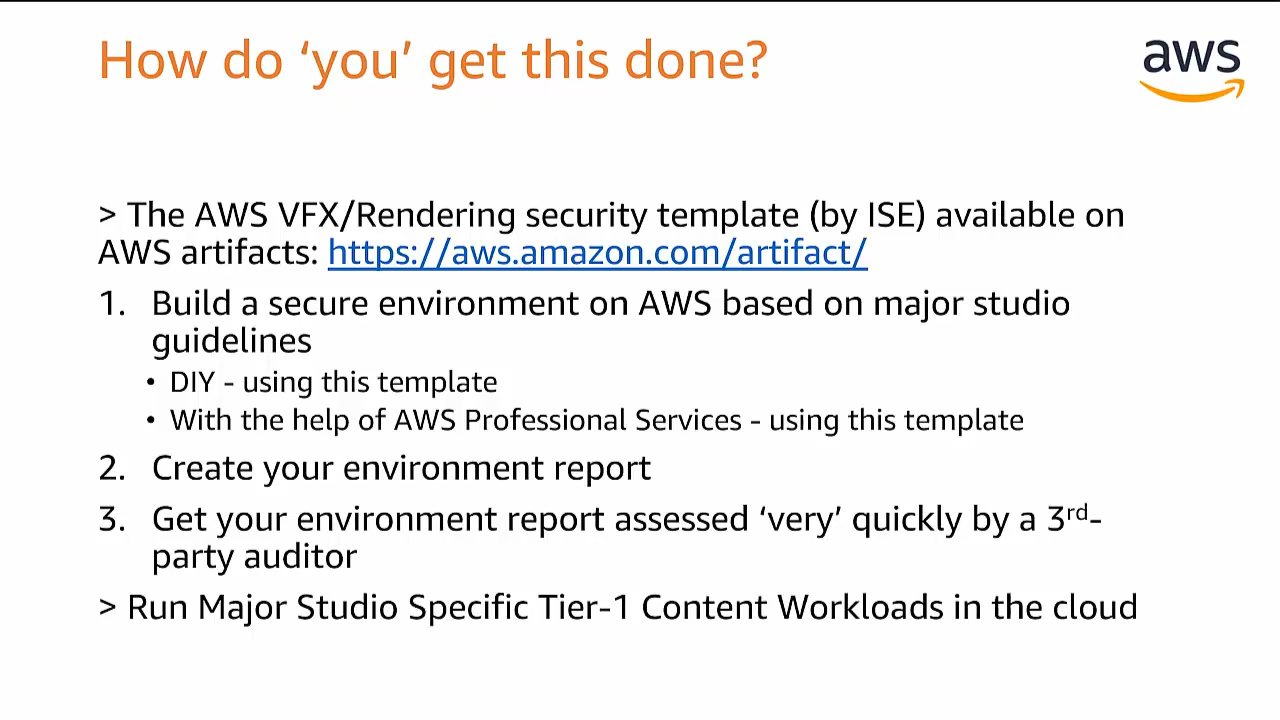 How do ‘you’ get this done?
aws
> The AWS VFX/Rendering security template (by ISE) available on
AWS artifacts: https://aws.amazon.com/artifact/
1. Build a secure environment on AWS based on major studio
guidelines
• DIY - using this template
• With the help of AWS Professional Services - using this template
2. Create your environment report
3. Get your environment report assessed ‘very’ quickly by a 3rd-
party auditor
> Run Major Studio Specific Tier-1 Content Workloads in the cloud